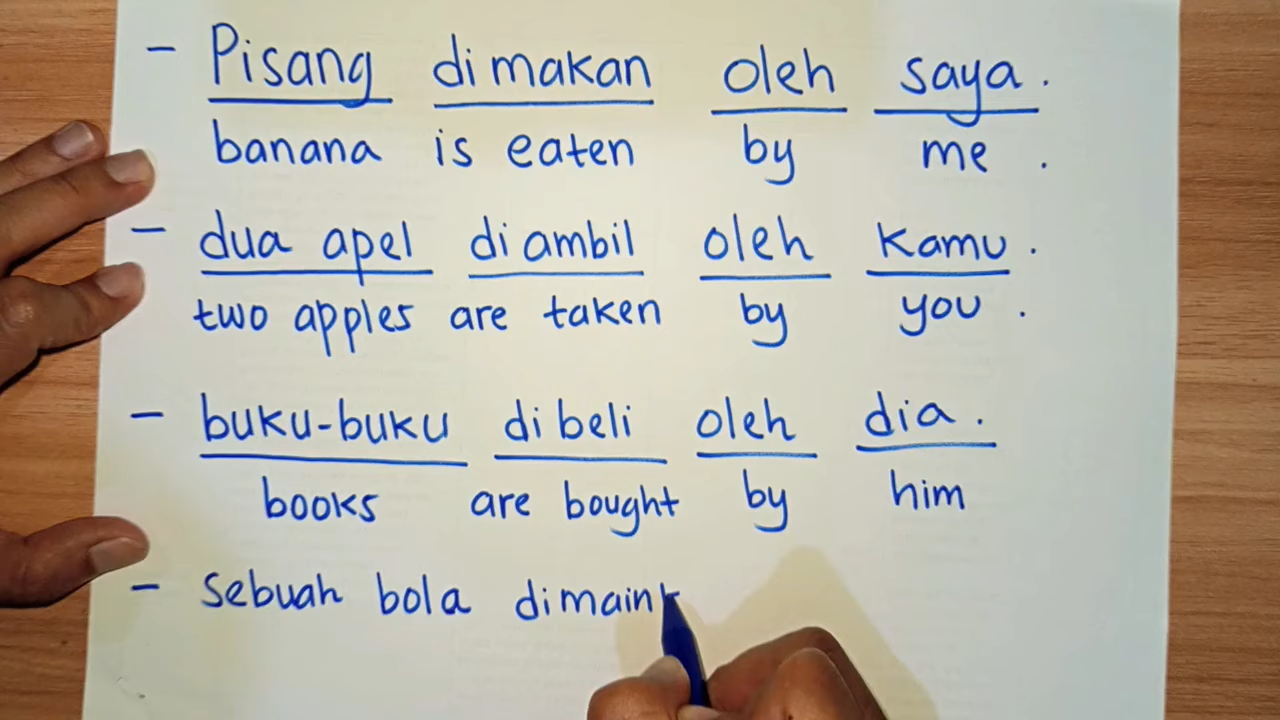 - Pisang dimakan oleh saya.
banana is eaten by me.
- dua apel diambil oleh kamu.
two apples are taken by you.
- buku-buku dibeli oleh dia.
books are bought by him
- Sebuah bola dimaink